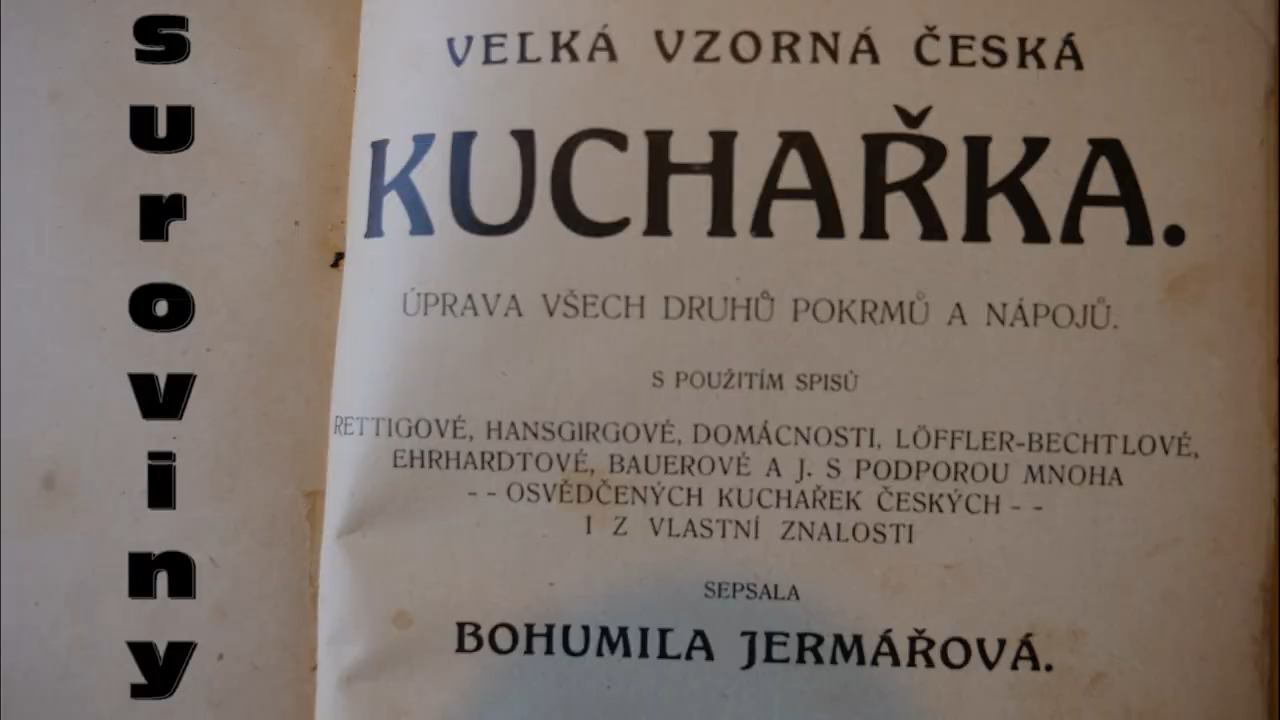 suroviny
VELKÁ VZORNÁ ČESKÁ
KUCHAŘKA.
ÚPRAVA VŠECH DRUHŮ POKRMŮ A NÁPOJŮ.
S POUŽITÍM SPISŮ
RETTIGOVÉ, HANSGIRGOVÉ, DOMÁCNOSTI, LÖFFLER-BECHTLOVÉ,
EHRHARDTOVÉ, BAUEROVÉ A J. S PODPOROU MNOHA
- - OSVĚDČENÝCH KUCHAŘEK ČESKÝCH - -
I Z VLASTNÍ ZNALOSTI
SEPSALA
BOHUMILA JERMÁŘOVÁ.